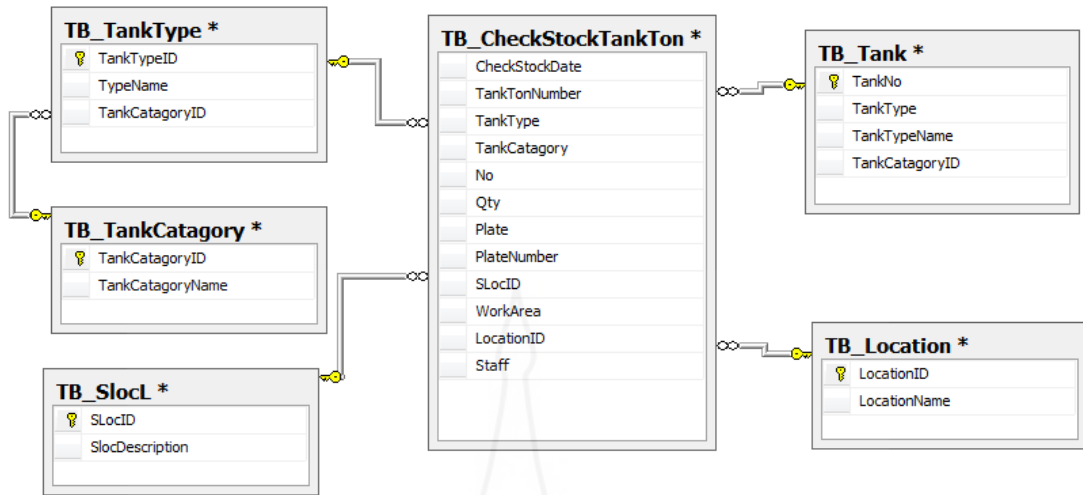 TB_TankType *
TankTypeID
TypeName
TankCatagoryID
TB_TankCatagory *
TankCatagoryID
TankCatagoryName
TB_SlocL *
SLocID
SlocDescription
TB_CheckStockTankTon *
CheckStockDate
TankTonNumber
TankType
TankCatagory
No
Qty
Plate
PlateNumber
SLocID
WorkArea
LocationID
Staff
TB_Tank *
TankNo
TankType
TankTypeName
TankCatagoryID
TB_Location *
LocationID
LocationName